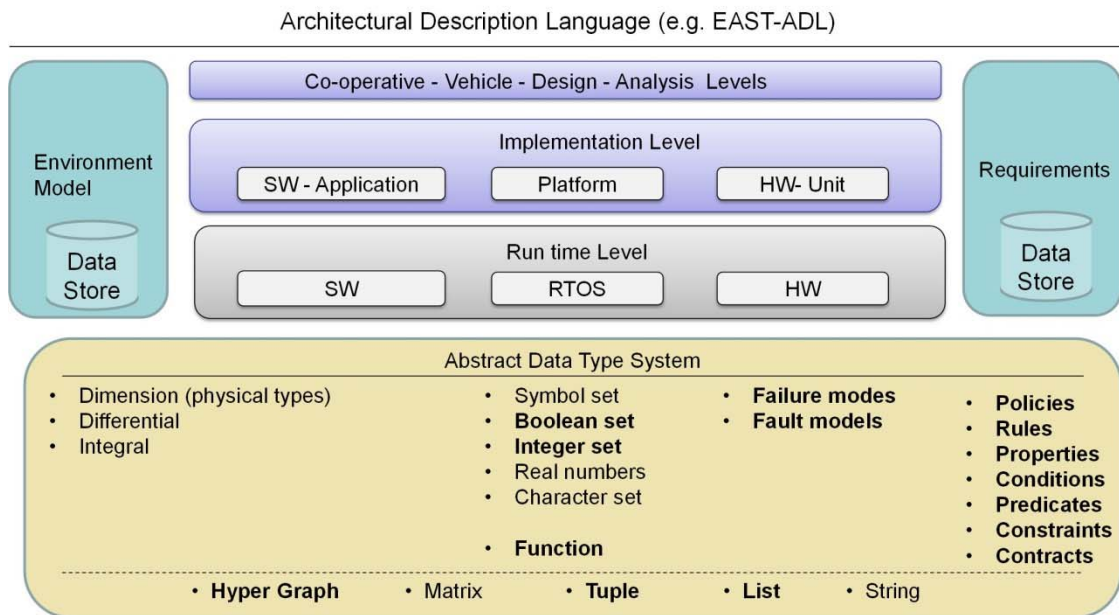 Architectural Description Language (e.g. EAST-ADL)
Co-operative - Vehicle - Design - Analysis Levels
Environment
Model
Data
Store
Implementation Level
SW - Application
Platform
HW- Unit
Run time Level
SW
RTOS
HW
Requirements
Data
Store
Abstract Data Type System
• Dimension (physical types)
• Differential
• Integral
• Symbol set
• Boolean set
• Integer set
• Real numbers
• Character set
• Function
• Failure modes
• Fault models
• Policies
• Rules
• Properties
• Conditions
• Predicates
• Constraints
• Contracts
• Hyper Graph • Matrix • Tuple • List • String